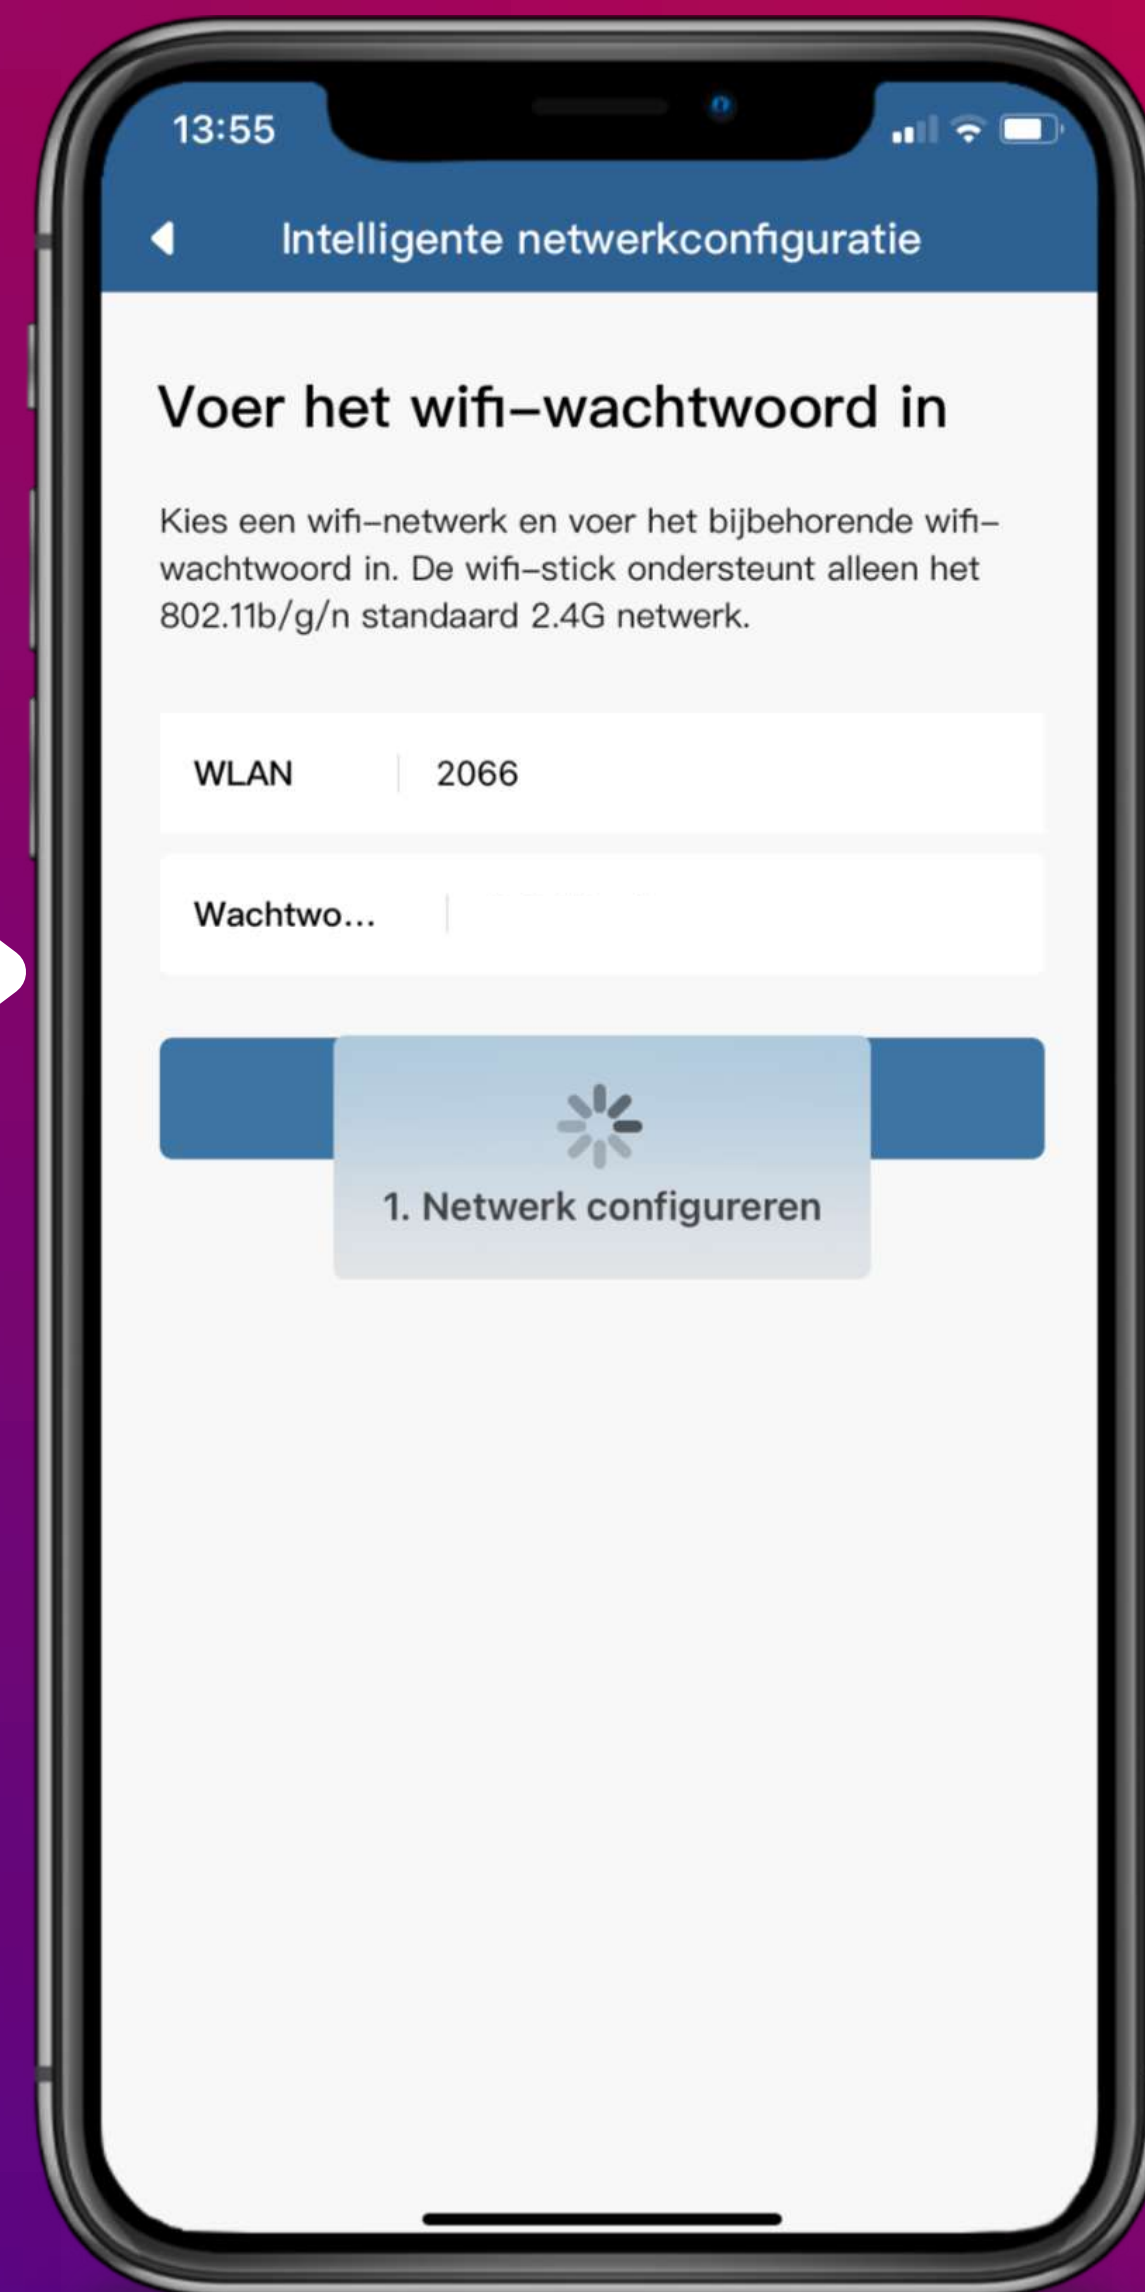 13:55
Intelligente netwerkconfiguratie
Voer het wifi-wachtwoord in
Kies een wifi-netwerk en voer het bijbehorende wifi-
wachtwoord in. De wifi-stick ondersteunt alleen het
802.11b/g/n standaard 2.4G netwerk.
WLAN 2066
Wachtwo...
1. Netwerk configureren